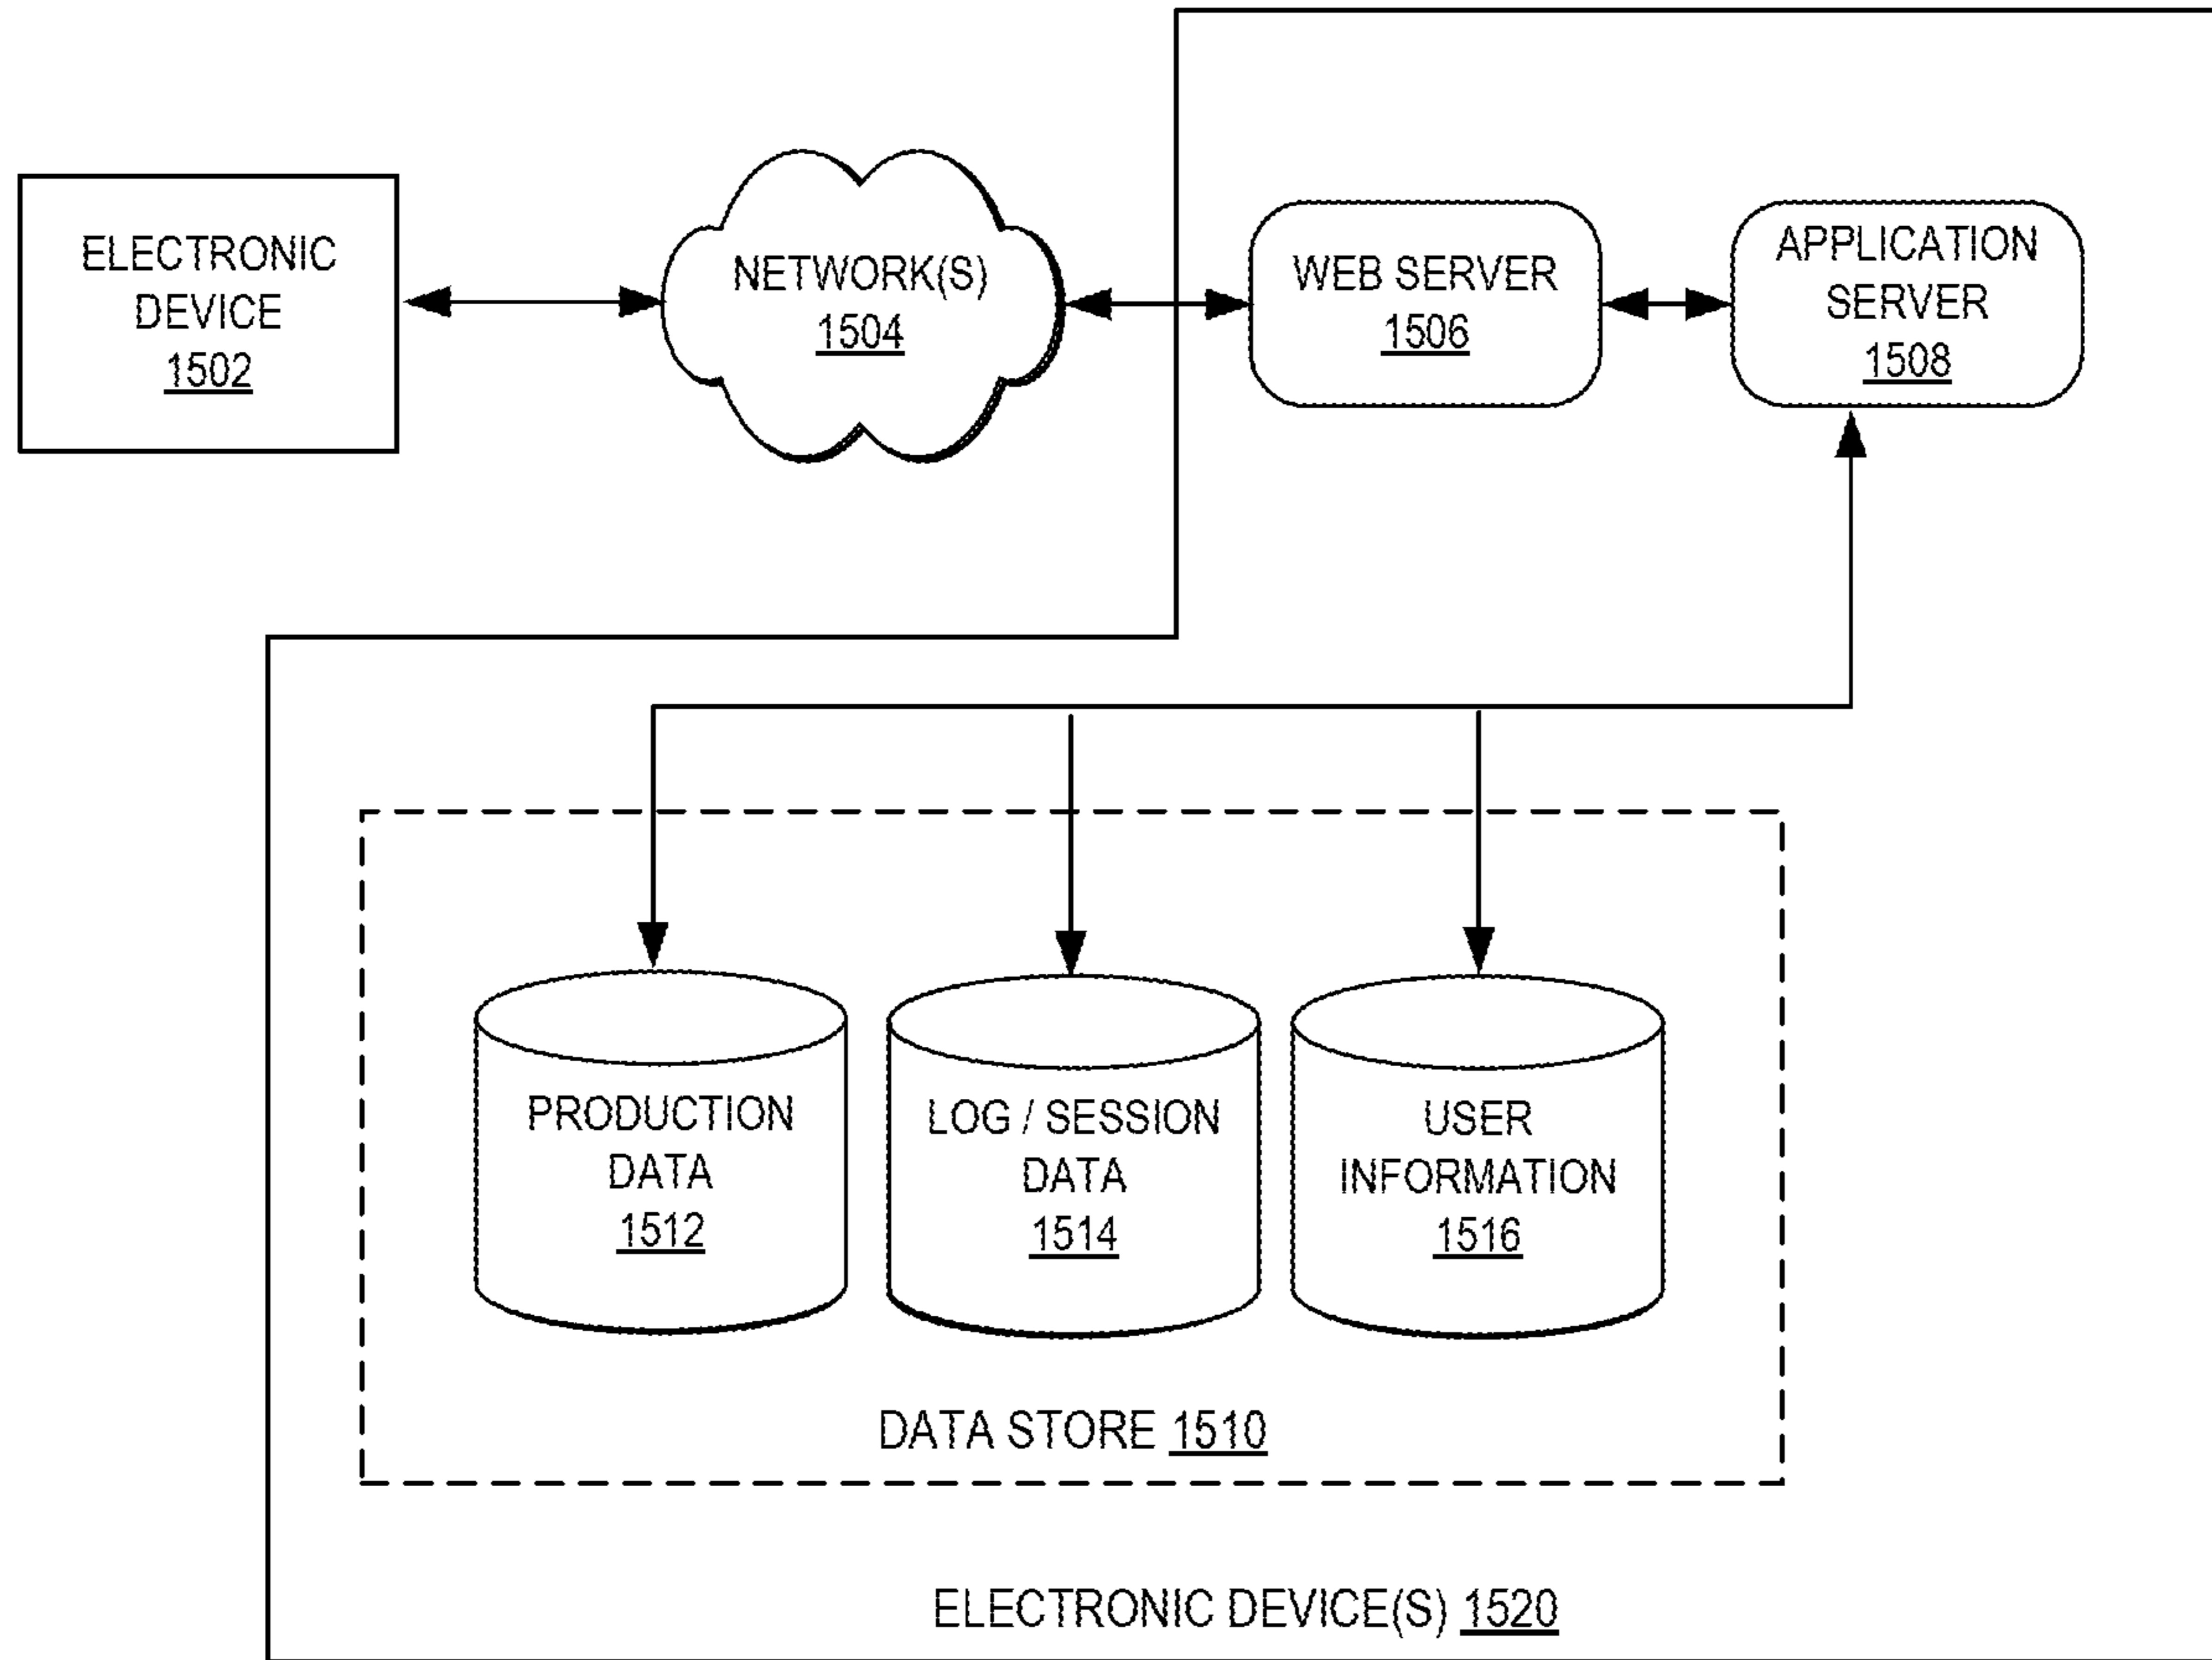 ELECTRONIC
DEVICE
1502
NETWORK(S)
1504
WEB SERVER
1506
APPLICATION
SERVER
1508
PRODUCTION
DATA
1512
LOG / SESSION
DATA
1514
USER
INFORMATION
1516
DATA STORE 1510
ELECTRONIC DEVICE(S) 1520